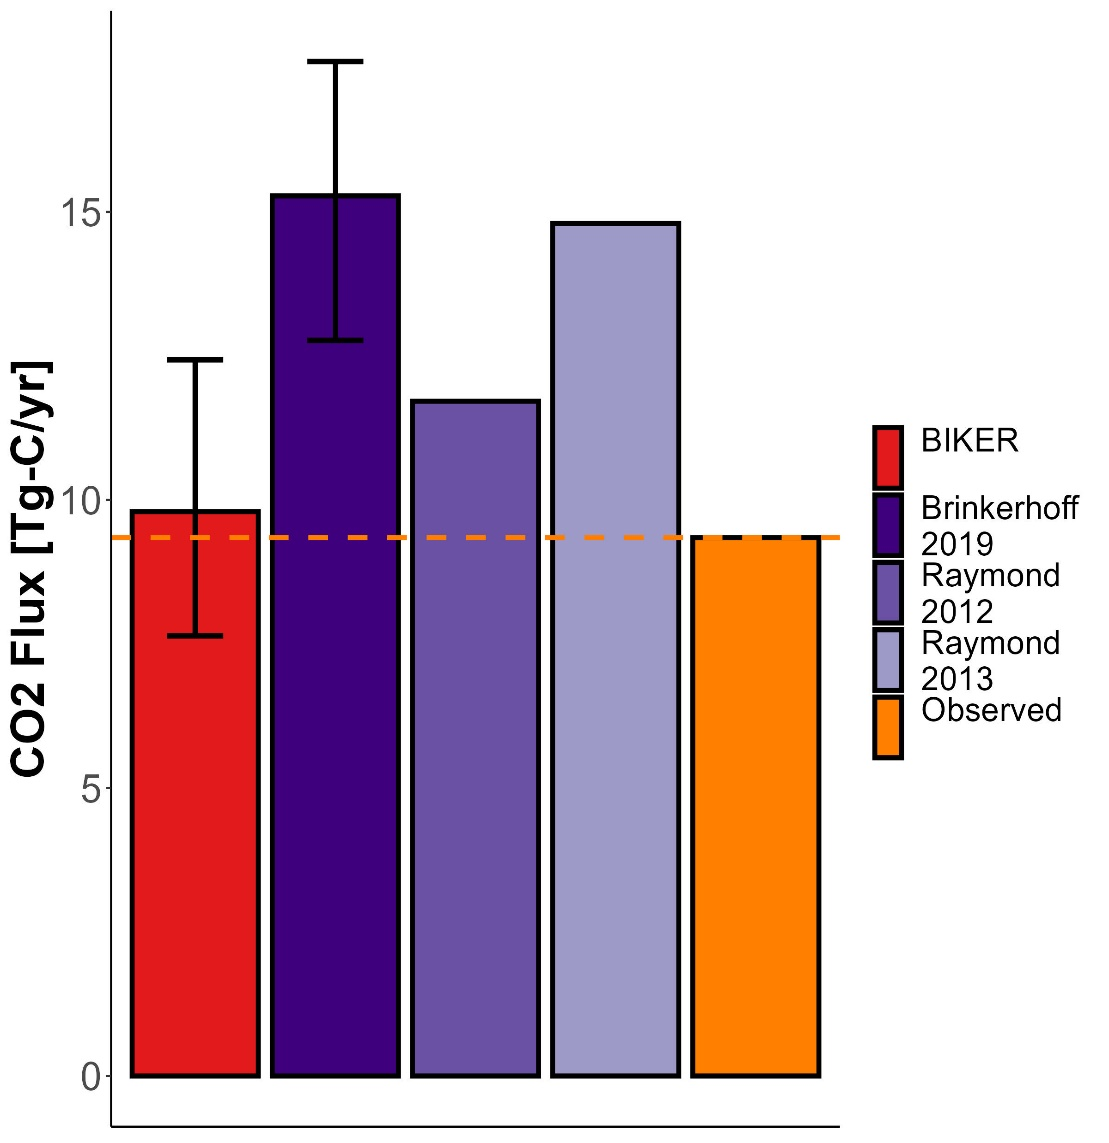 CO2 Flux [Tg-C/yr]
15
10
5
0
BIKER
Brinkerhoff
2019
Raymond
2012
Raymond
2013
Observed